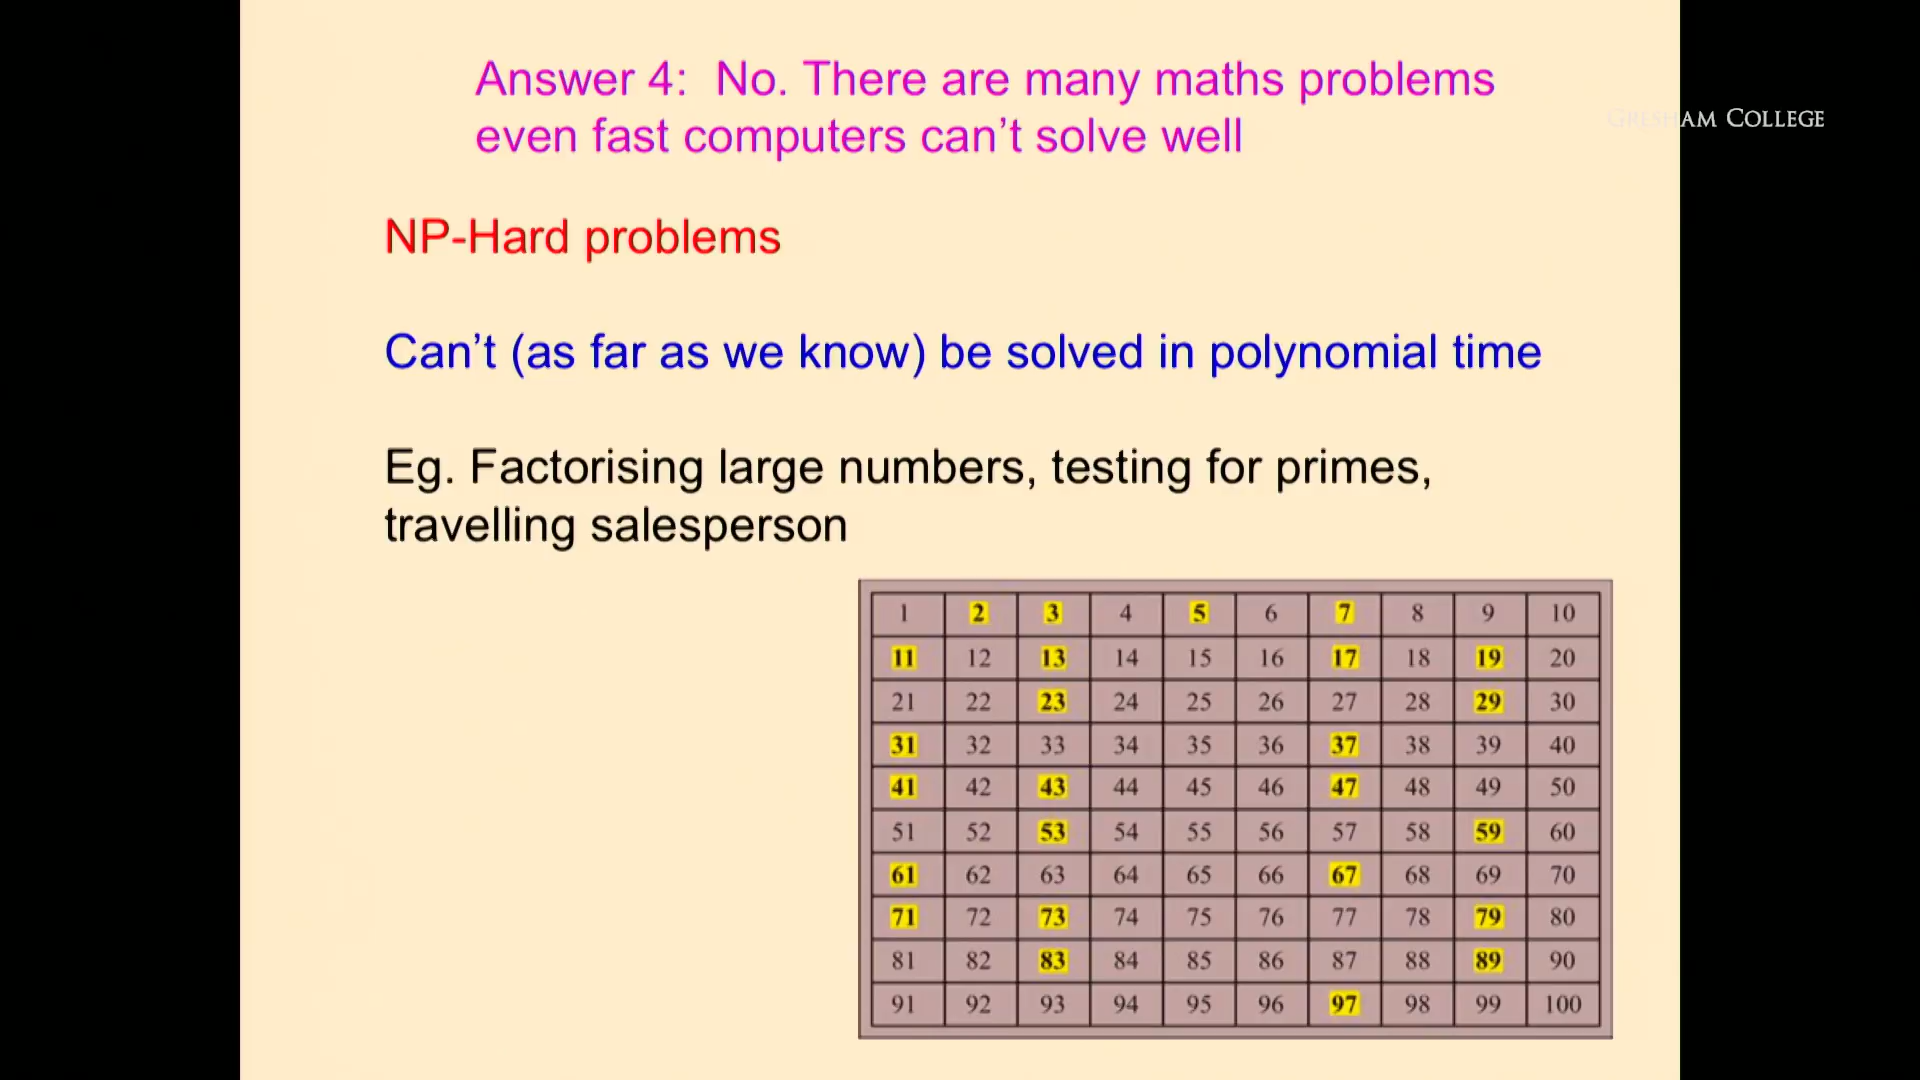 Answer 4: No. There are many maths problems
even fast computers can't solve well
GRESHAM COLLEGE
NP-Hard problems
Can't (as far as we know) be solved in polynomial time
Eg. Factorising large numbers, testing for primes,
travelling salesperson
1 2 3 4 5 6 7 8 9 10
11 12 13 14 15 16 17 18 19 20
21 22 23 24 25 26 27 28 29 30
31 32 33 34 35 36 37 38 39 40
41 42 43 44 45 46 47 48 49 50
51 52 53 54 55 56 57 58 59 60
61 62 63 64 65 66 67 68 69 70
71 72 73 74 75 76 77 78 79 80
81 82 83 84 85 86 87 88 89 90
91 92 93 94 95 96 97 98 99 100